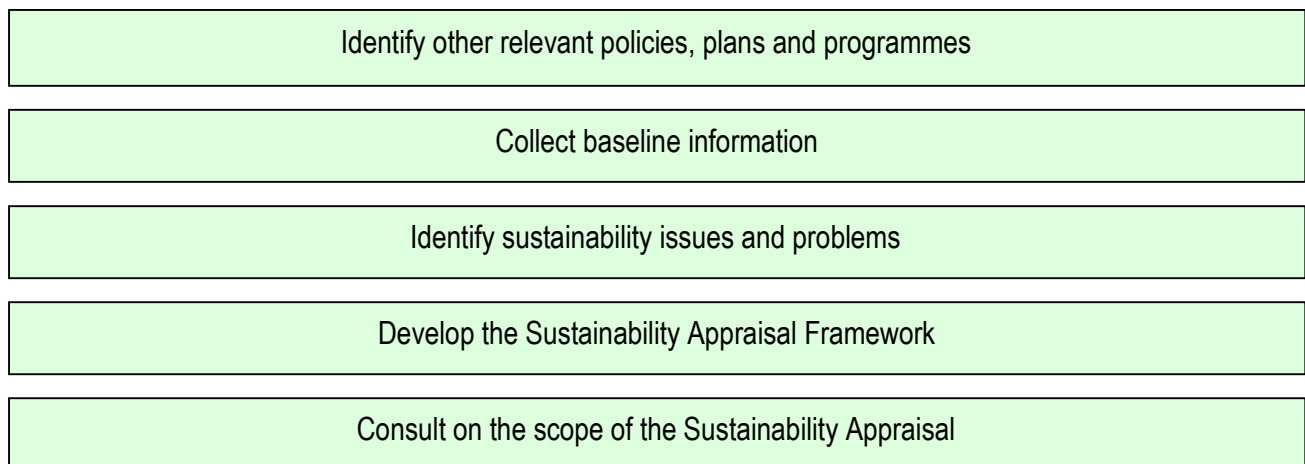 Identify other relevant policies, plans and programmes
Collect baseline information
Identify sustainability issues and problems
Develop the Sustainability Appraisal Framework
Consult on the scope of the Sustainability Appraisal